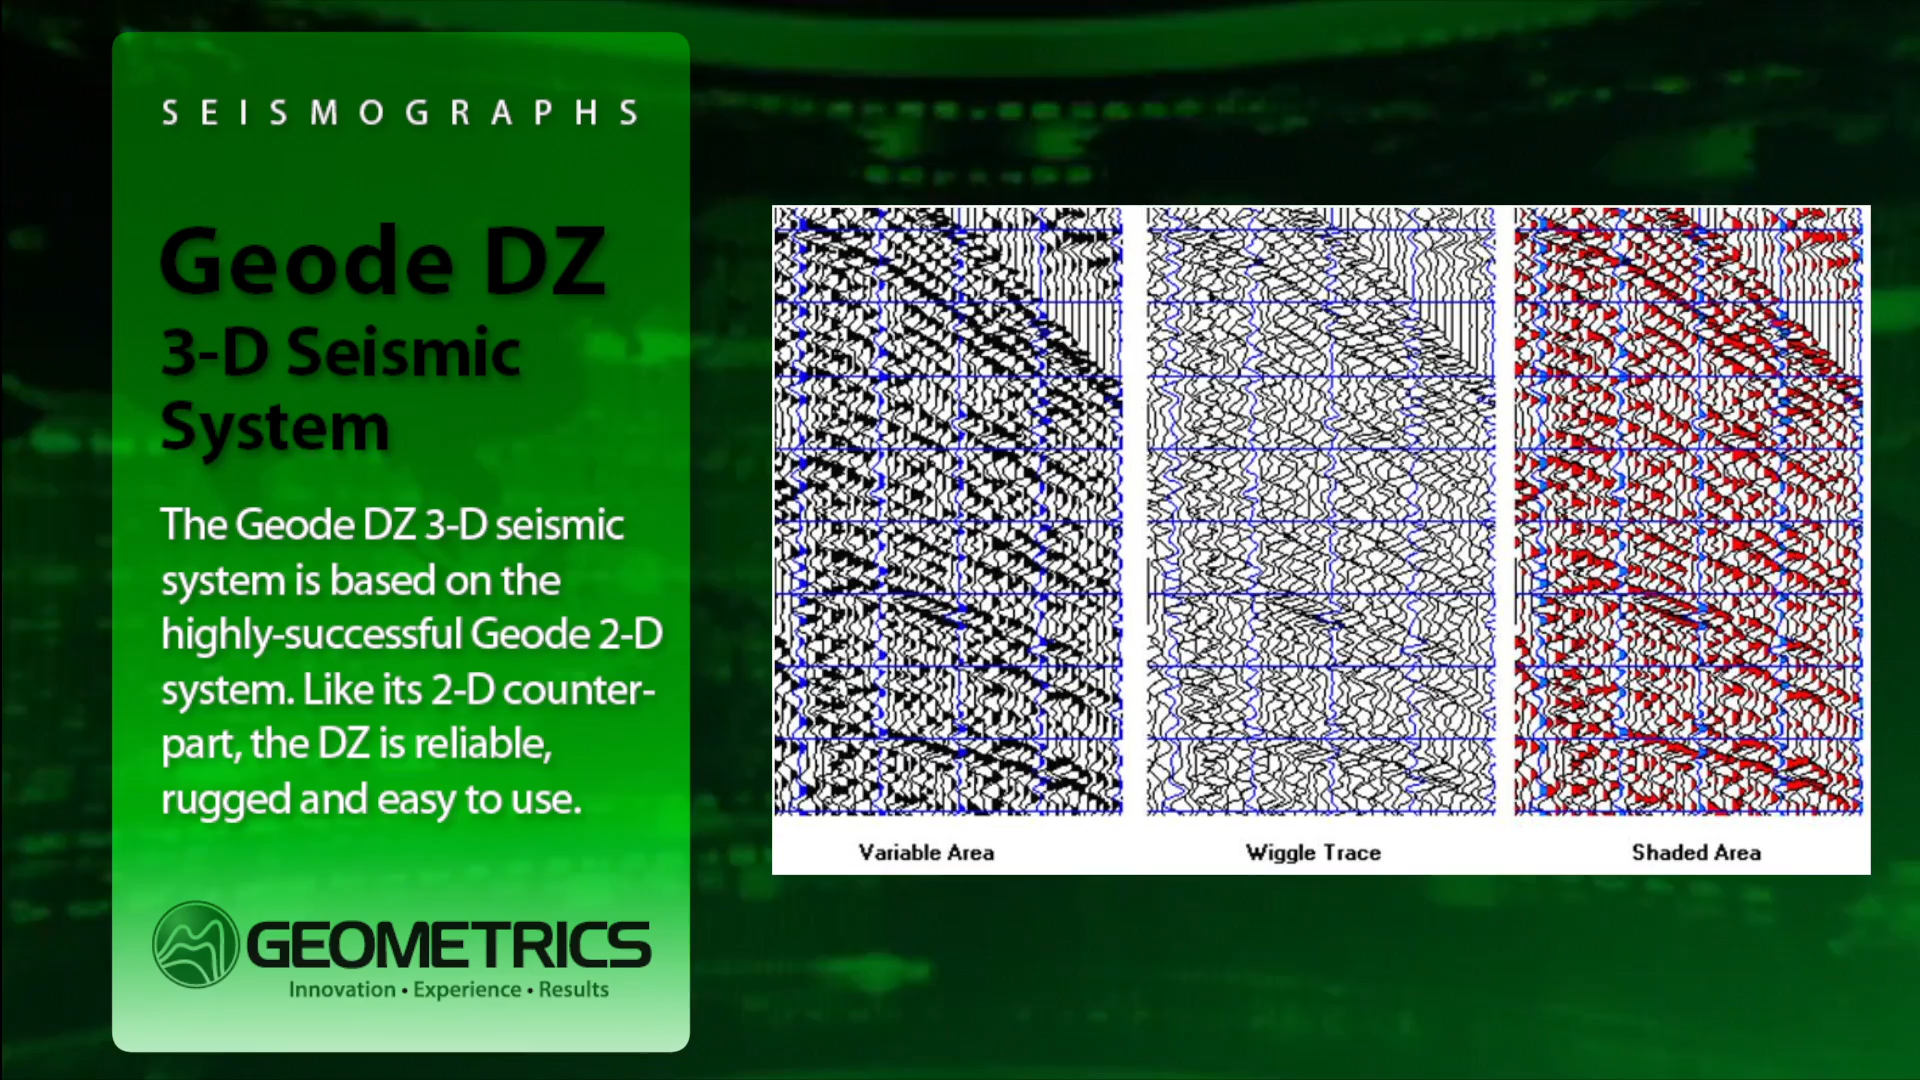 SEISMOGRAPHS
Geode DZ
3-D Seismic
System
The Geode DZ 3-D seismic
system is based on the
highly-successful Geode 2-D
system. Like its 2-D counter-
part, the DZ is reliable,
rugged and easy to use.
GEOMETRICS
Innovation • Experience • Results
Variable Area
Wiggle Trace
Shaded Area